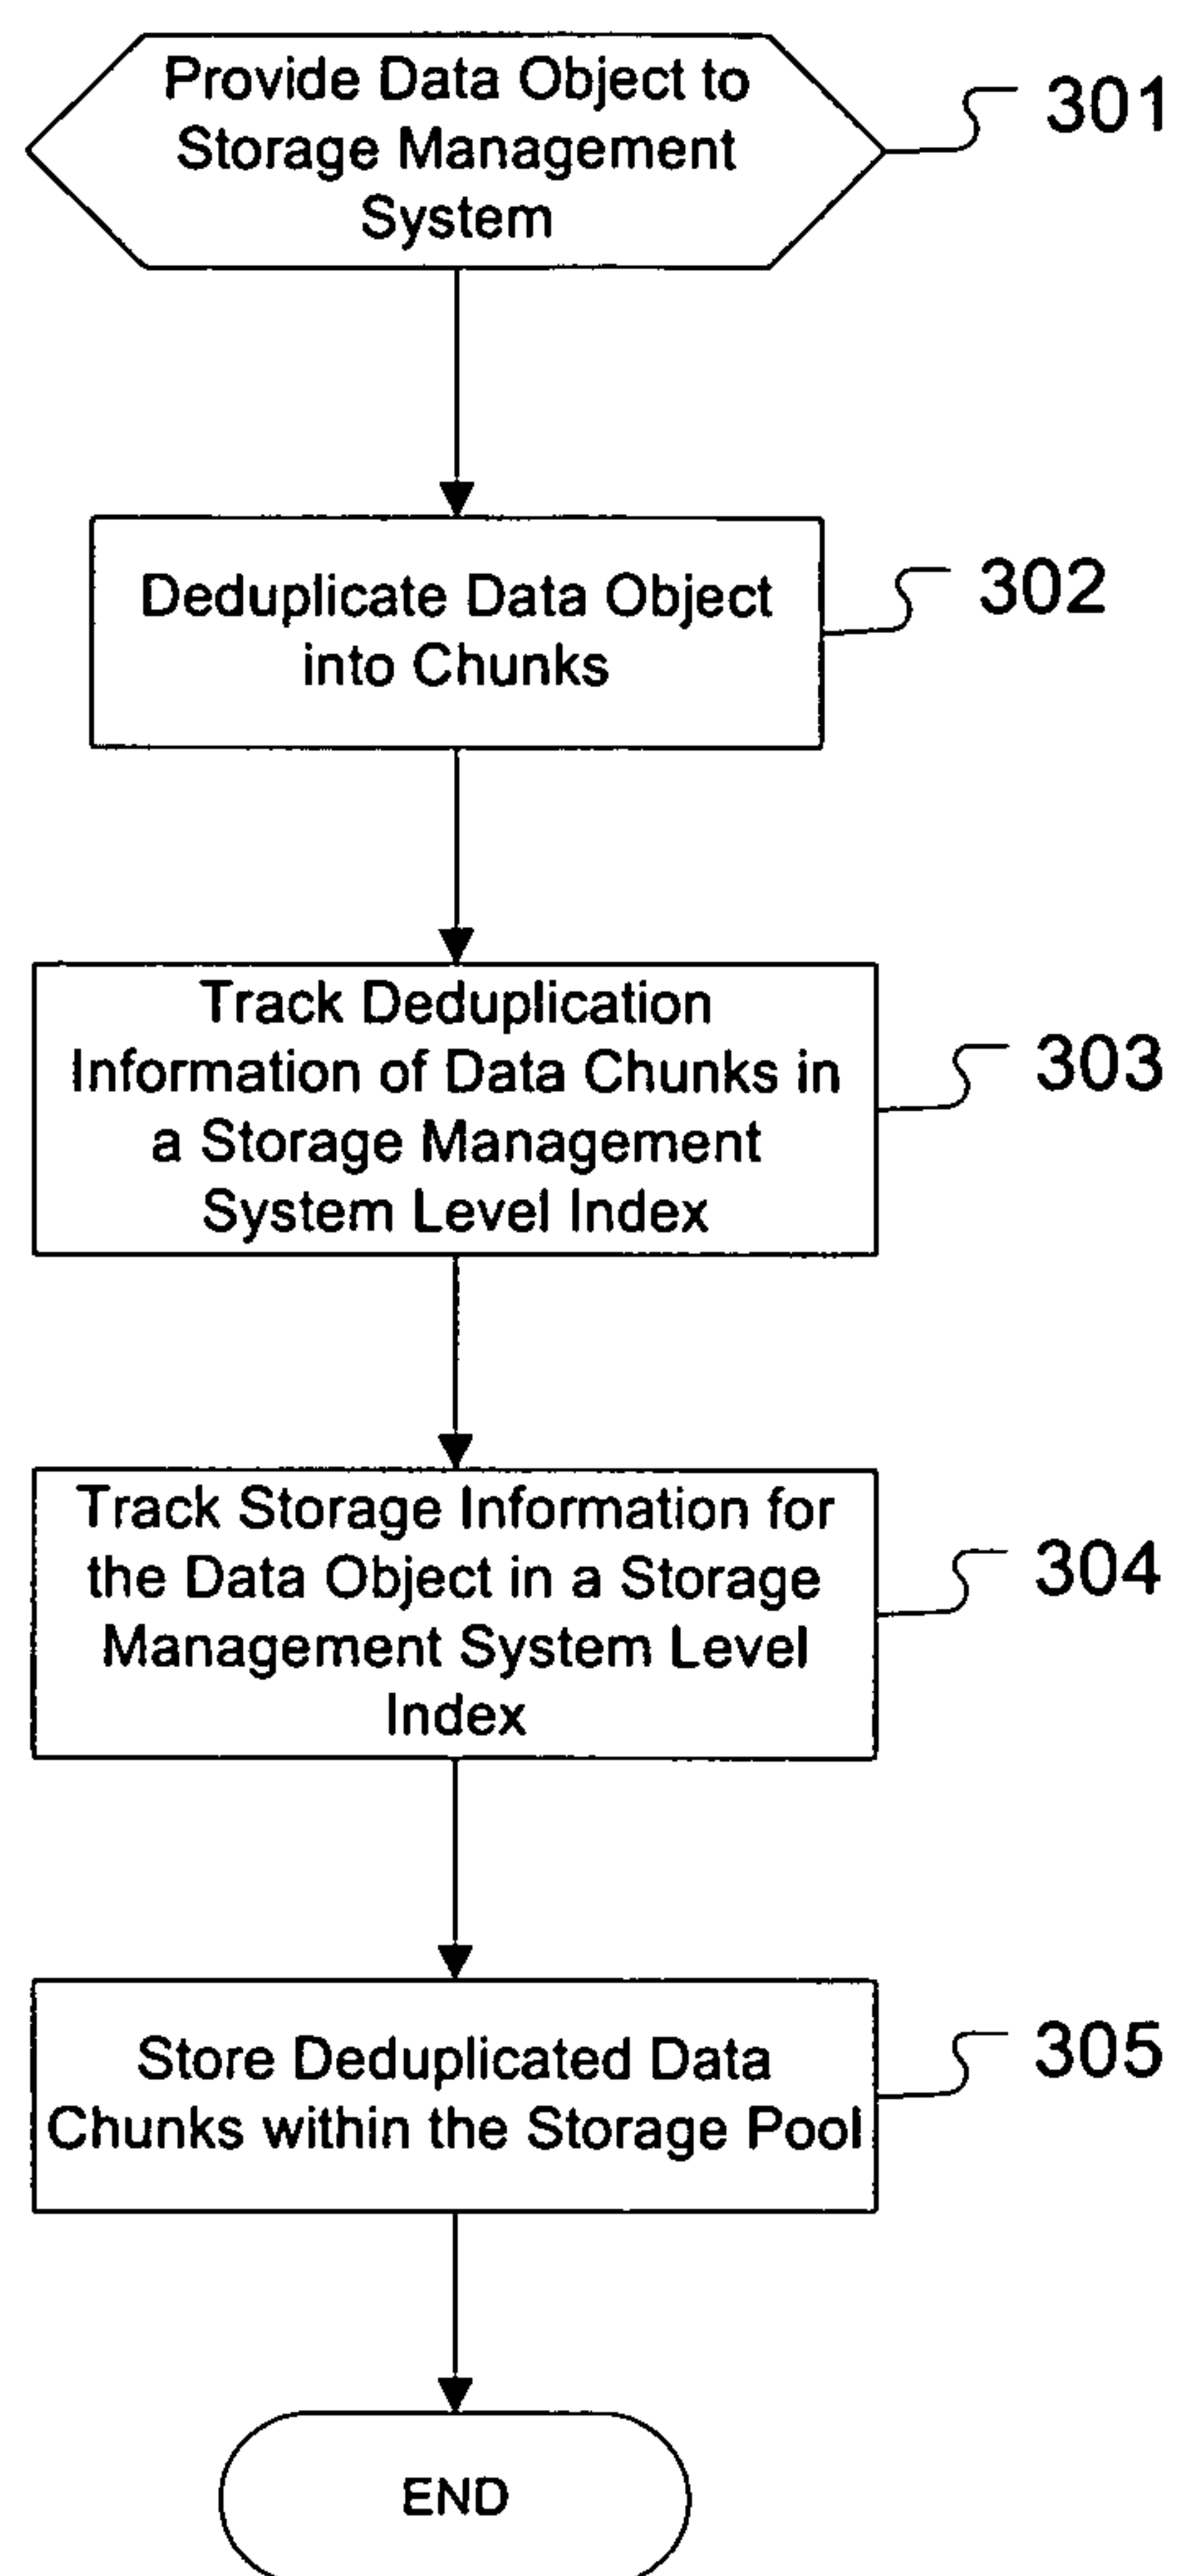 Provide Data Object to
Storage Management
System
301
Deduplicate Data Object
into Chunks
302
Track Deduplication
Information of Data Chunks in
a Storage Management
System Level Index
303
Track Storage Information for
the Data Object in a Storage
Management System Level
Index
304
Store Deduplicated Data
Chunks within the Storage Pool
305
END